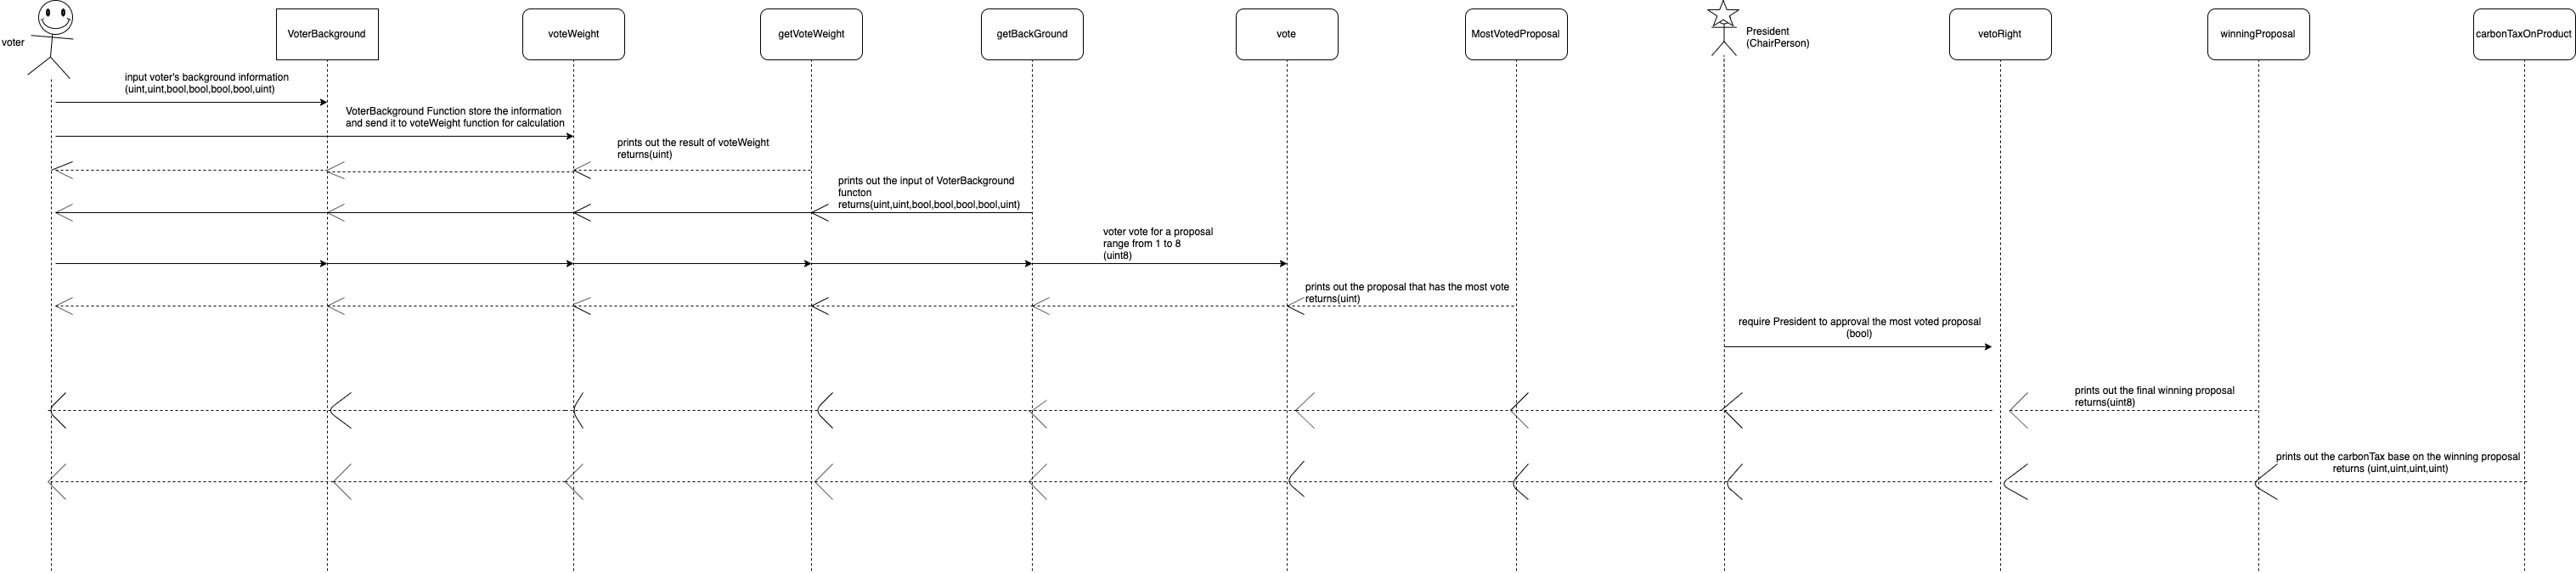 voter
VoterBackground
voteWeight
getVoteWeight
getBackGround
vote
MostVotedProposal
President
(ChairPerson)
vetoRight
winningProposal
carbonTaxOnProduct
input voter's background information
(uint,uint,bool,bool,bool,bool,uint)
VoterBackground Function store the information
and send it to voteWeight function for calculation
prints out the result of voteWeight
returns(uint)
prints out the input of VoterBackground
functon
returns(uint,uint,bool,bool,bool,bool,uint)
voter vote for a proposal
range from 1 to 8
(uint8)
prints out the proposal that has the most vote
returns(uint)
require President to approval the most voted proposal
(bool)
prints out the final winning proposal
returns(uint8)
prints out the carbonTax base on the winning proposal
returns (uint,uint,uint,uint)